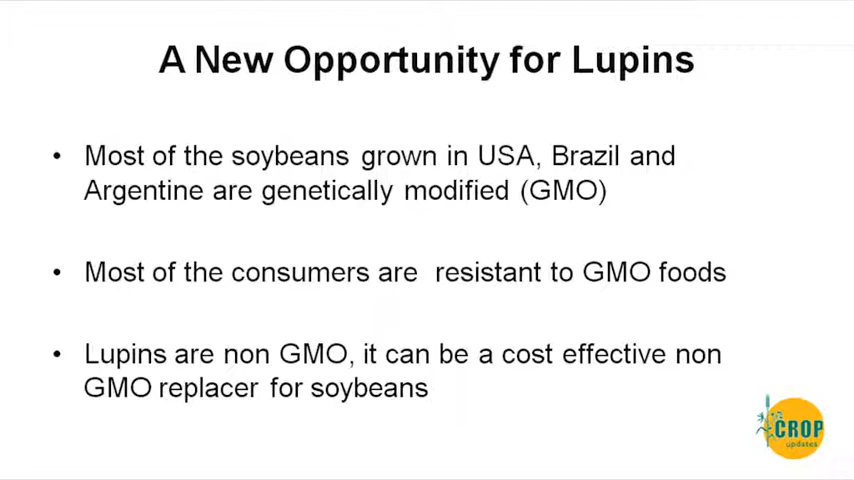 A New Opportunity for Lupins
• Most of the soybeans grown in USA, Brazil and
Argentine are genetically modified (GMO)
• Most of the consumers are resistant to GMO foods
• Lupins are non GMO, it can be a cost effective non
GMO replacer for soybeans
CROP
updates